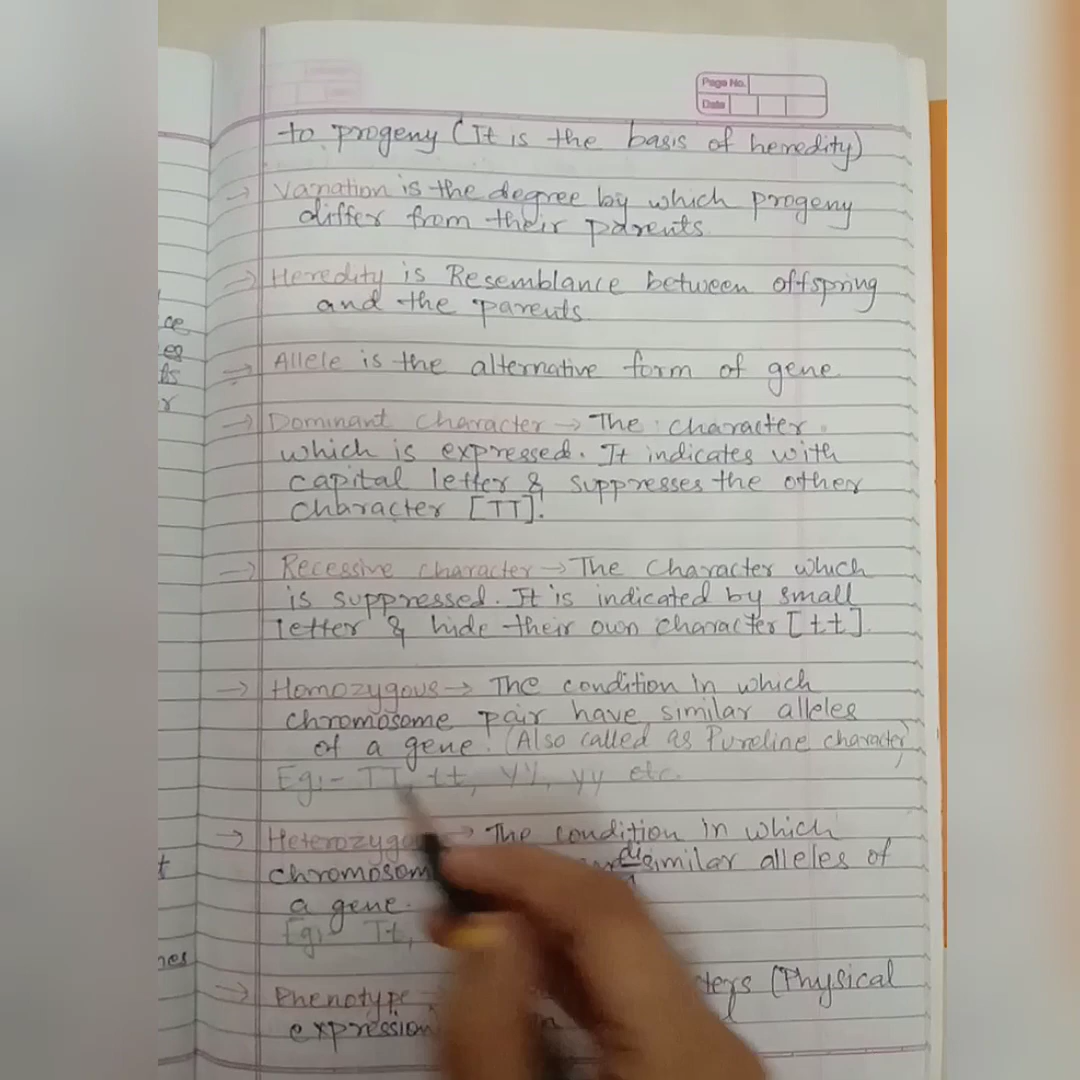 Page No.
Date
to progeny (It is the basis of heredity)
→ Variation is the degree by which progeny
differ from their parents.
→ Heredity is Resemblance between offspring
and the parents.
→ Allele is the alternative form of gene
→ Dominant character → The character
which is expressed. It indicates with
capital letter & suppresses the other
character [TT].
→ Recessive character → The character which
is suppressed. It is indicated by small
letter & hide their own character [tt].
→ Homozygous → The condition in which
chromosome pair have similar alleles
of a gene. (Also called as Pureline character)
Eg:- TT, tt, YY, yy etc.
→ → The condition in which
dissimilar alleles of
a gene.
Eg:- Tt,
→ Phenotype (Physical
expression